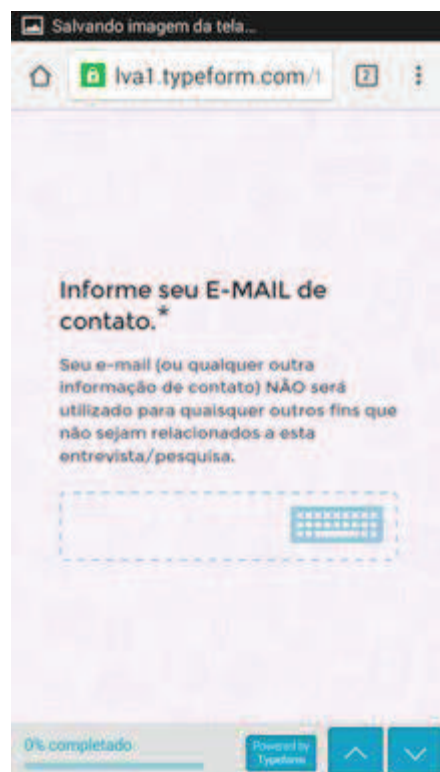 Salvando imagem da tela...
lva1.typeform.com/t
2
Informe seu E-MAIL de
contato.*
Seu e-mail (ou qualquer outra
informação de contato) NÃO será
utilizado para quaisquer outros fins que
não sejam relacionados a esta
entrevista/pesquisa.
0% completado
Powered by
Typeform